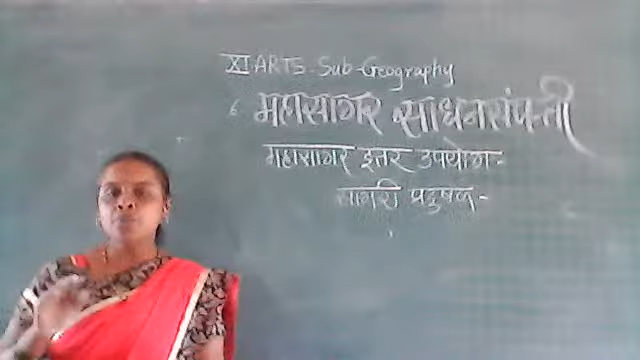 XI ARTS - Sub - Geography
6. महासागर साधनसंपत्ती
महासागर इतर उपयोग -
सागरी प्रदुषण -